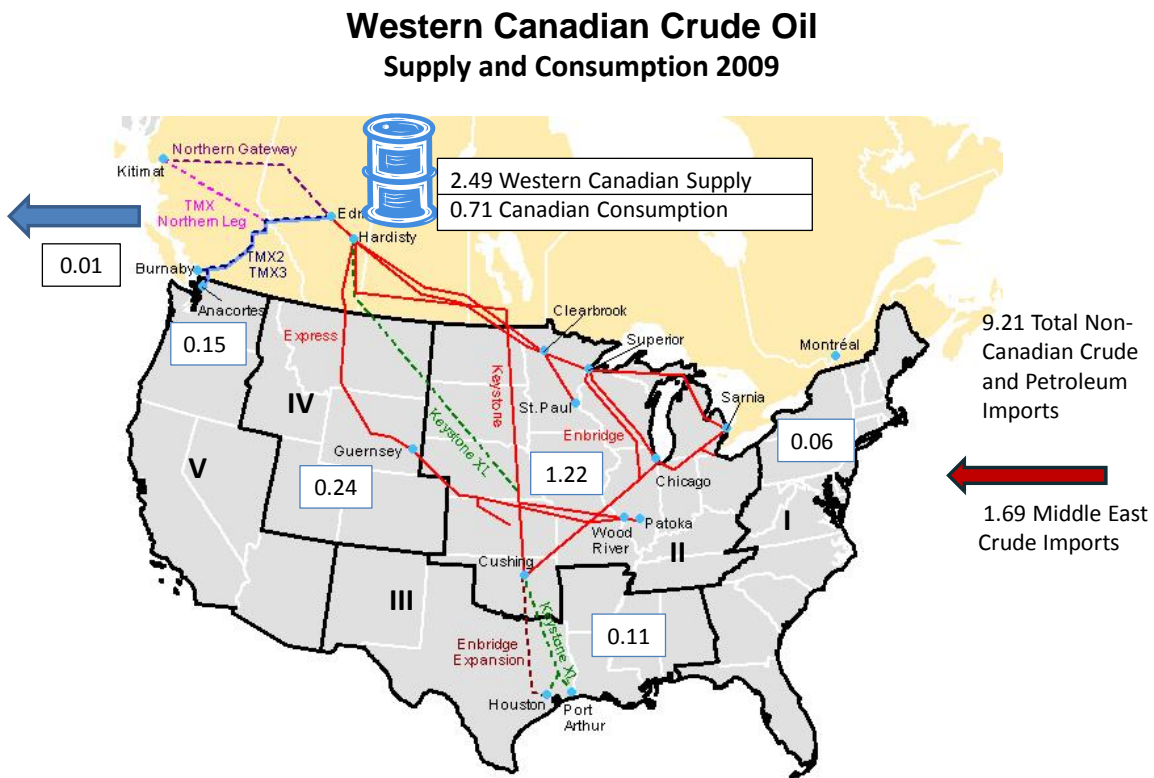 Western Canadian Crude Oil
Supply and Consumption 2009
Northern Gateway
Kitimat
2.49 Western Canadian Supply
0.71 Canadian Consumption
TMX
Northern Leg
Hardisty
0.01
Burnaby
TMX2
TMX3
Anacortes
0.15
Express
Clearbrook
Superior
Montréal
9.21 Total Non-
Canadian Crude
and Petroleum
Imports
Keystone
Keystone XL
St.Paul
Sarnia
IV
Enbridge
0.06
Guernsey
V
0.24
1.22
Chicago
1.69 Middle East
Crude Imports
Wood
River
Patoka
I
II
Cushing
III
Keystone XL
0.11
Enbridge
Expansion
Houston
Port
Arthur